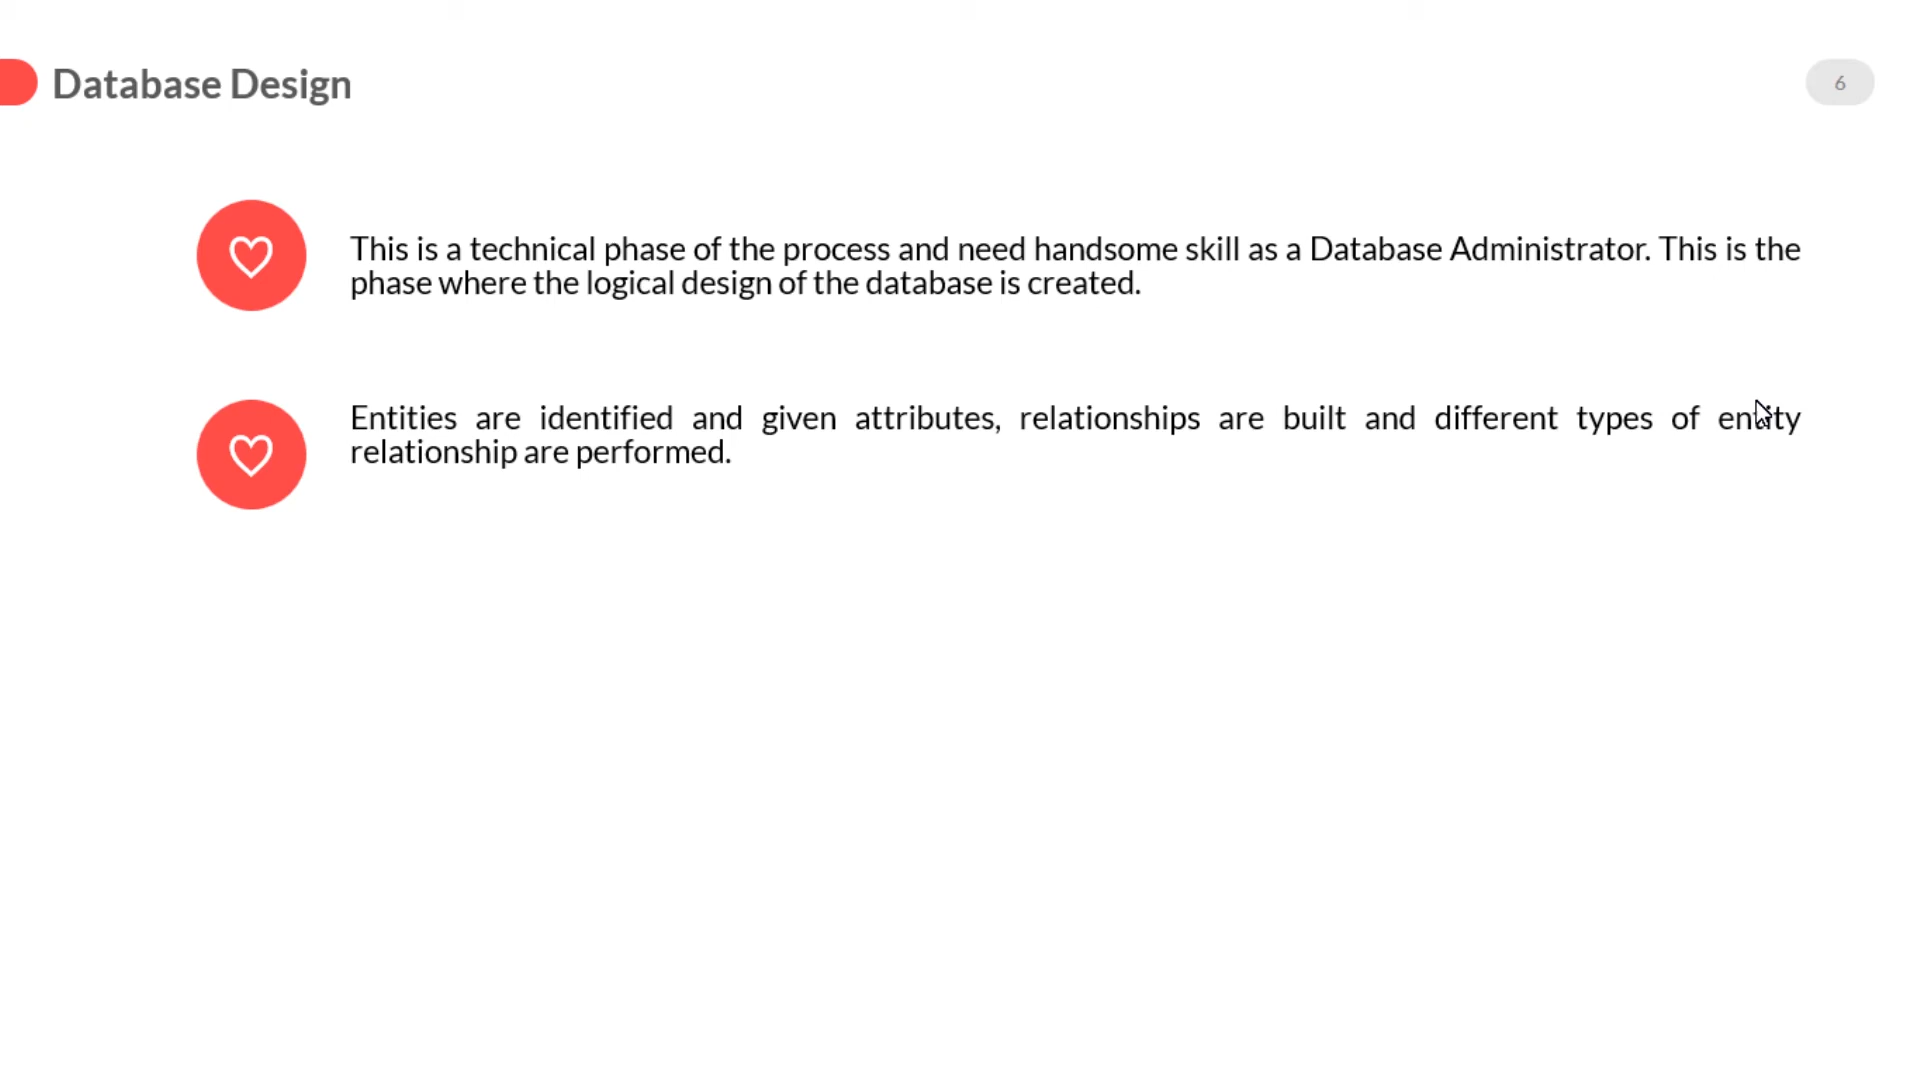 Database Design
6
This is a technical phase of the process and need handsome skill as a Database Administrator. This is the
phase where the logical design of the database is created.
Entities are identified and given attributes, relationships are built and different types of entity
relationship are performed.